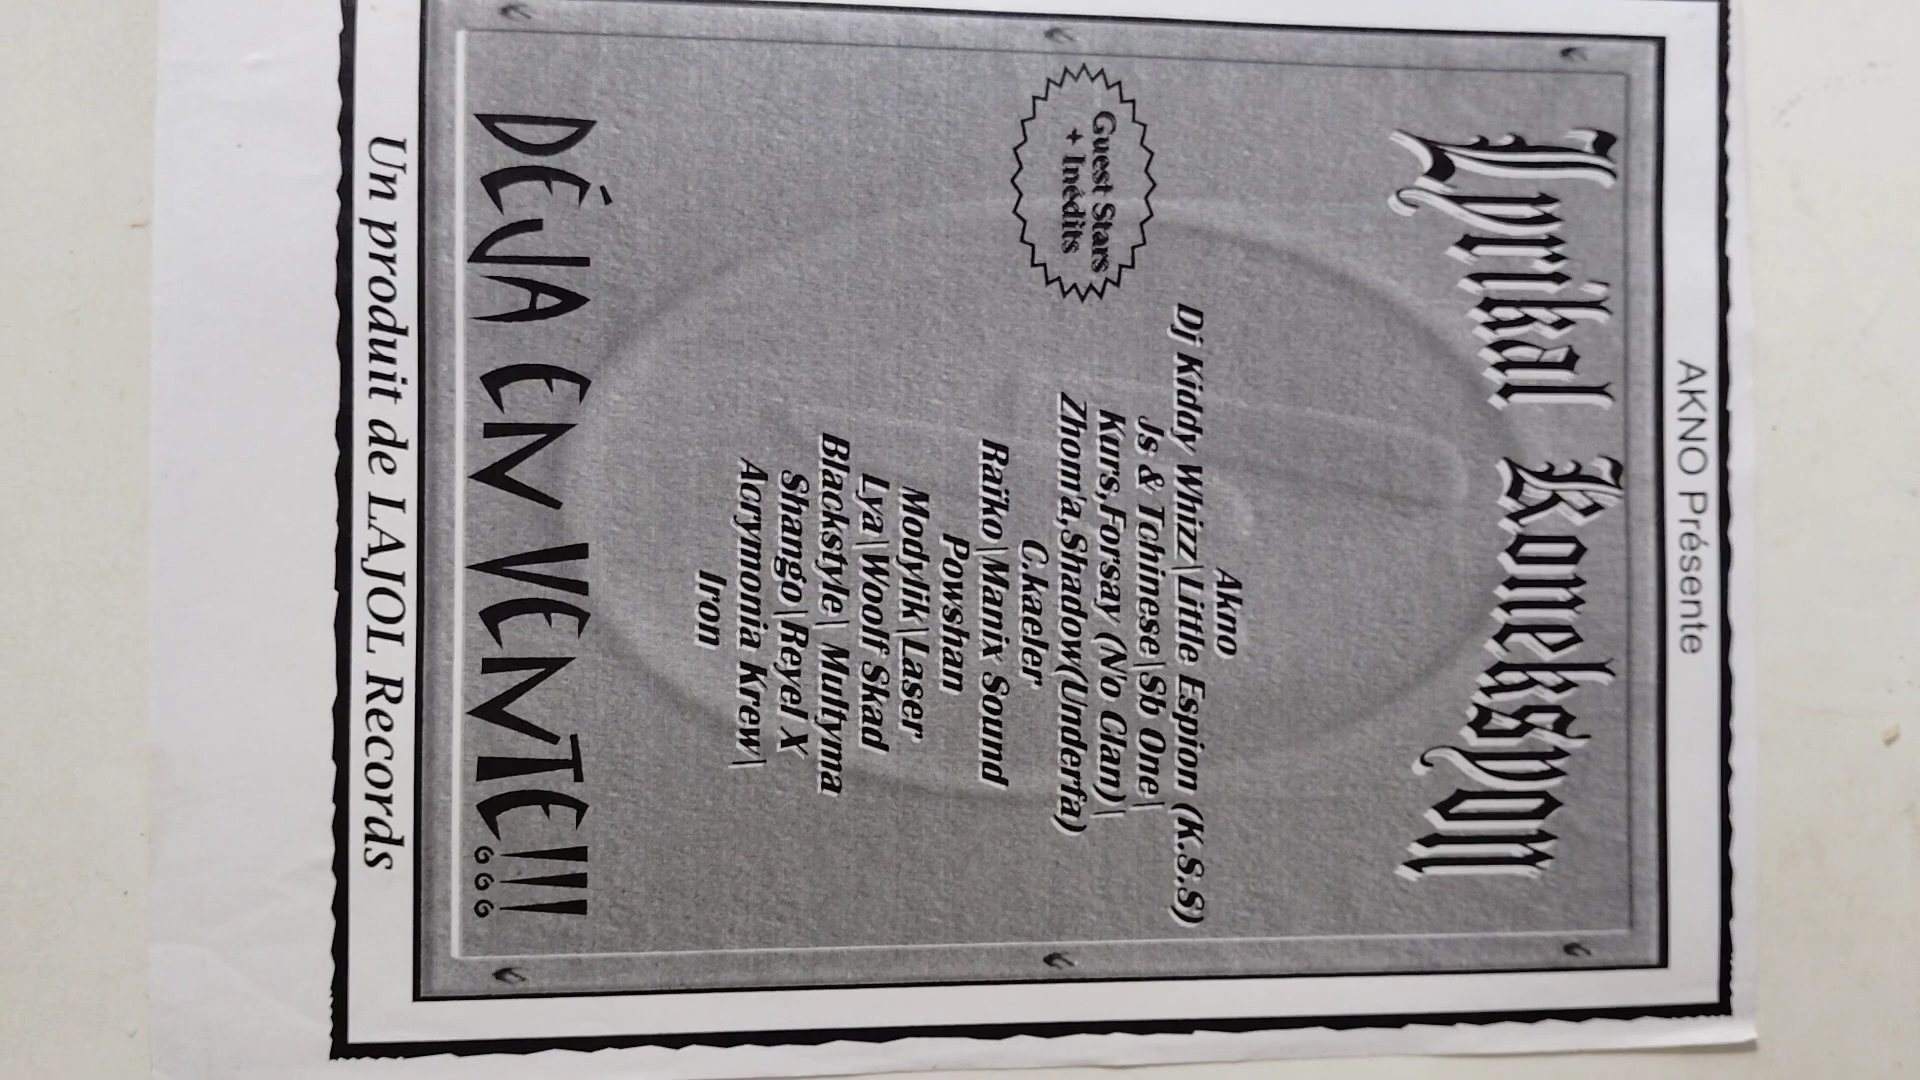 AKNO Présente
Lyrikal Koneksyon
Akno
Dj Kiddy Whizz|Little Espion (K.S.S)
Js & Tchinese|Sb One|
Kurs,Forsay (No Clan)|
Zhom'a,Shadow(Underfa)
C.kaeler
Raïko|Manix Sound
Powshan
Modylik|Laser
Lya|Woolf Skad
Blackstyle| Multyma
Shango|Reyel X
Acrymonia Krew|
Iron
Guest Stars
+ Inédits
DÉJA EN VENTE!!!
Un produit de LAJOL Records